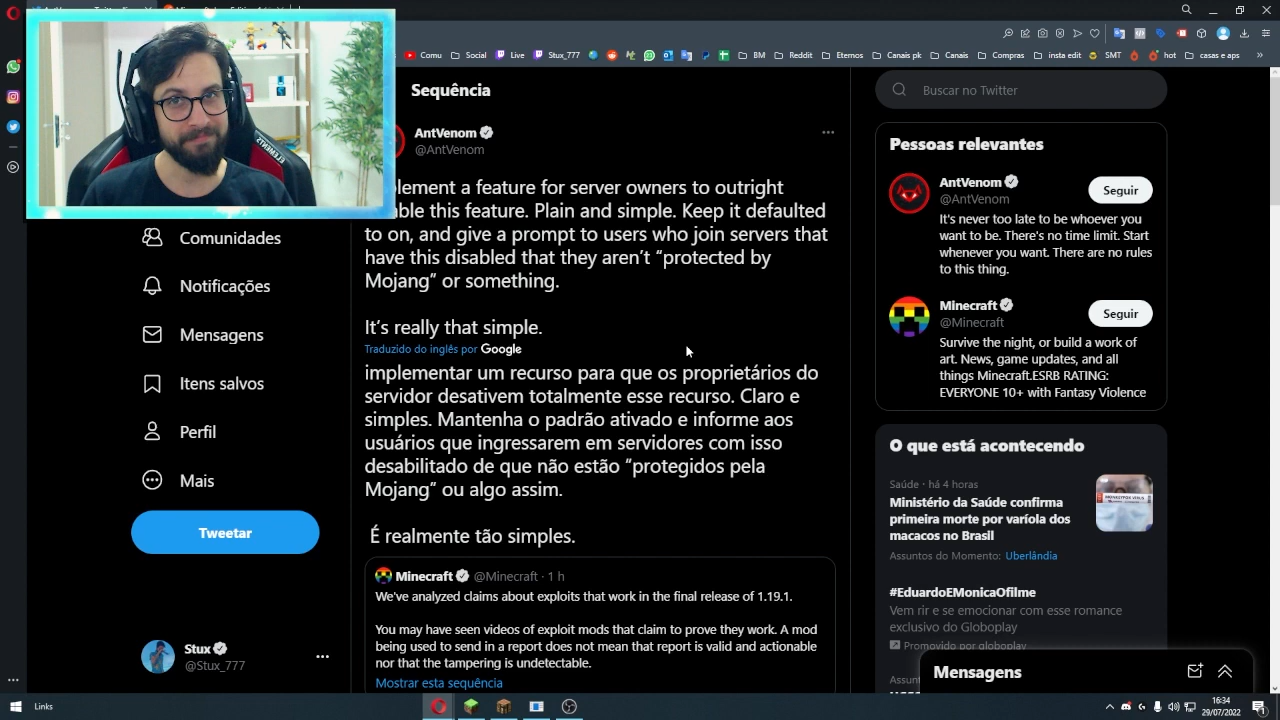 Comu
Social
Live
Stux_777
BM
Reddit
Eternos
Canais pk
Canais
Compras
insta edit
SMT
hot
casas e aps
»
ELEMENTS
Comunidades
Notificações
Mensagens
Itens salvos
Perfil
Mais
Tweetar
Stux
@Stux_777
Sequência
AntVenom
@AntVenom
lement a feature for server owners to outright
ble this feature. Plain and simple. Keep it defaulted
to on, and give a prompt to users who join servers that
have this disabled that they aren’t “protected by
Mojang” or something.
It’s really that simple.
Traduzido do inglês por Google
implementar um recurso para que os proprietários do
servidor desativem totalmente esse recurso. Claro e
simples. Mantenha o padrão ativado e informe aos
usuários que ingressarem em servidores com isso
desabilitado de que não estão “protegidos pela
Mojang” ou algo assim.
É realmente tão simples.
Minecraft @Minecraft · 1 h
We've analyzed claims about exploits that work in the final release of 1.19.1.
You may have seen videos of exploit mods that claim to prove they work. A mod
being used to send in a report does not mean that report is valid and actionable
nor that the tampering is undetectable.
Mostrar esta sequência
Buscar no Twitter
Pessoas relevantes
AntVenom
@AntVenom
Seguir
It's never too late to be whoever you
want to be. There's no time limit. Start
whenever you want. There are no rules
to this thing.
Minecraft
@Minecraft
Seguir
Survive the night, or build a work of
art. News, game updates, and all
things Minecraft.ESRB RATING:
EVERYONE 10+ with Fantasy Violence
O que está acontecendo
Saúde · há 4 horas
Ministério da Saúde confirma
primeira morte por varíola dos
macacos no Brasil
Assuntos do Momento: Uberlândia
#EduardoEMonicaOfilme
Vem rir e se emocionar com esse romance
exclusivo do Globoplay
Promovido por globoplay
Mensagens
Links
16:34
29/07/2022